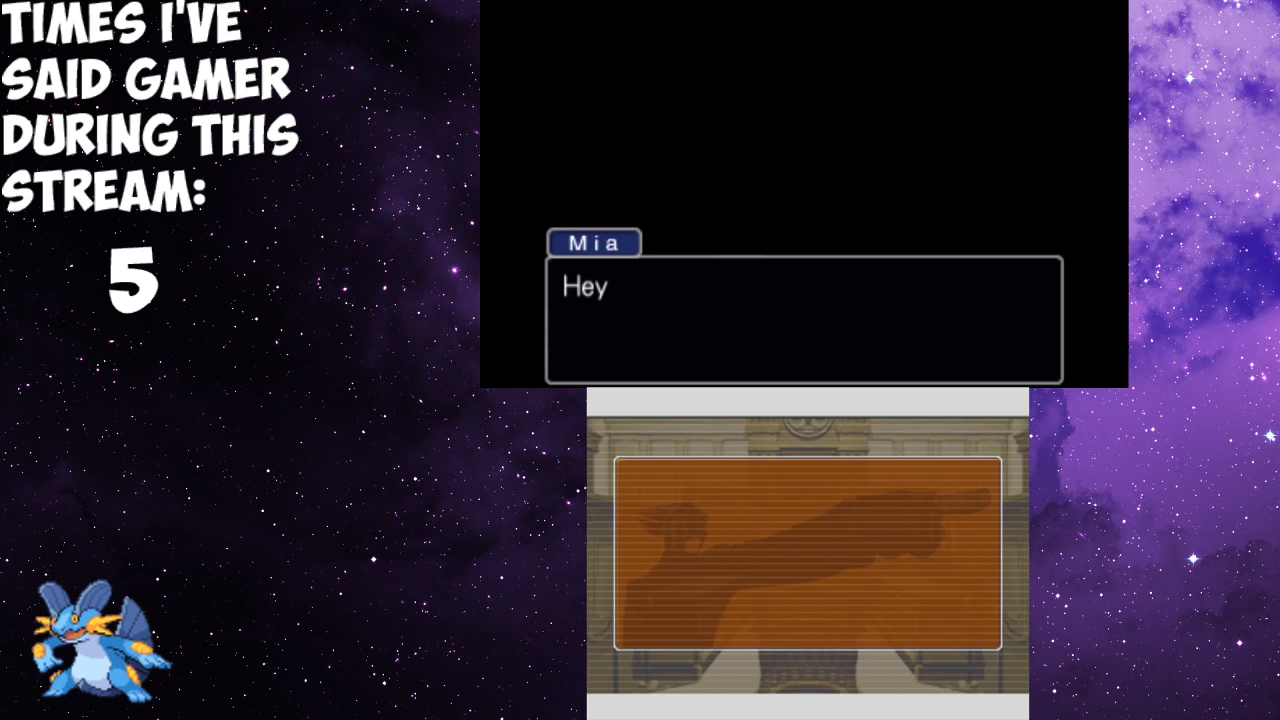 TIMES I'VE
SAID GAMER
DURING THIS
STREAM:
5
Mia
Hey